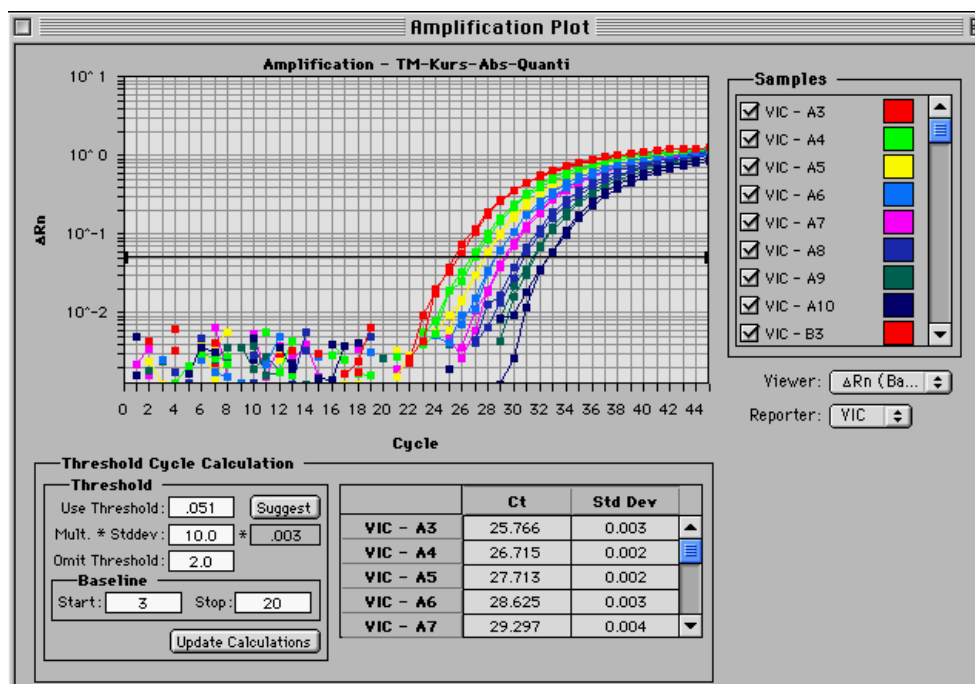 Amplification Plot
Amplification - TM-Kurs-Abs-Quanti
10^1
10^0
10^-1
10^-2
ΔRn
0 2 4 6 8 10 12 14 16 18 20 22 24 26 28 30 32 34 36 38 40 42 44
Cycle
Samples
VIC - A3
VIC - A4
VIC - A5
VIC - A6
VIC - A7
VIC - A8
VIC - A9
VIC - A10
VIC - B3
Viewer: ΔRn (Ba...
Reporter: VIC
Threshold Cycle Calculation
Threshold
Use Threshold: .051 Suggest
Mult. * Stddev: 10.0 * .003
Omit Threshold: 2.0
Baseline
Start: 3 Stop: 20
Update Calculations
Ct Std Dev
VIC - A3 25.766 0.003
VIC - A4 26.715 0.002
VIC - A5 27.713 0.002
VIC - A6 28.625 0.003
VIC - A7 29.297 0.004